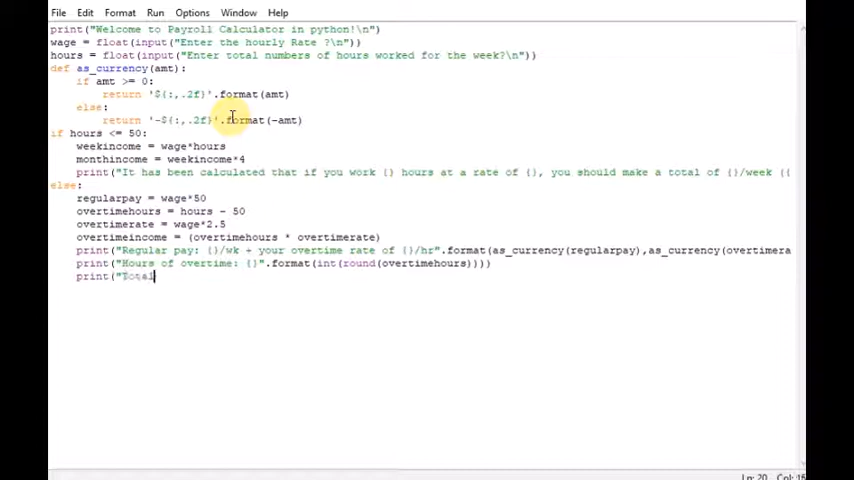 File Edit Format Run Options Window Help
print("Welcome to Payroll Calculator in python!\n")
wage = float(input("Enter the hourly Rate ?\n"))
hours = float(input("Enter total numbers of hours worked for the week?\n"))
def as_currency(amt):
if amt >= 0:
return '${:,.2f}'.format(amt)
else:
return '-${:,.2f}'.format(-amt)
if hours <= 50:
weekincome = wage*hours
monthincome = weekincome*4
print("It has been calculated that if you work {} hours at a rate of {}, you should make a total of {}/week ({
else:
regularpay = wage*50
overtimehours = hours - 50
overtimerate = wage*2.5
overtimeincome = (overtimehours * overtimerate)
print("Regular pay: {}/wk + your overtime rate of {}/hr".format(as_currency(regularpay),as_currency(overtimera
print("Hours of overtime: {}".format(int(round(overtimehours))))
print("Total
Ln: 20 Col: